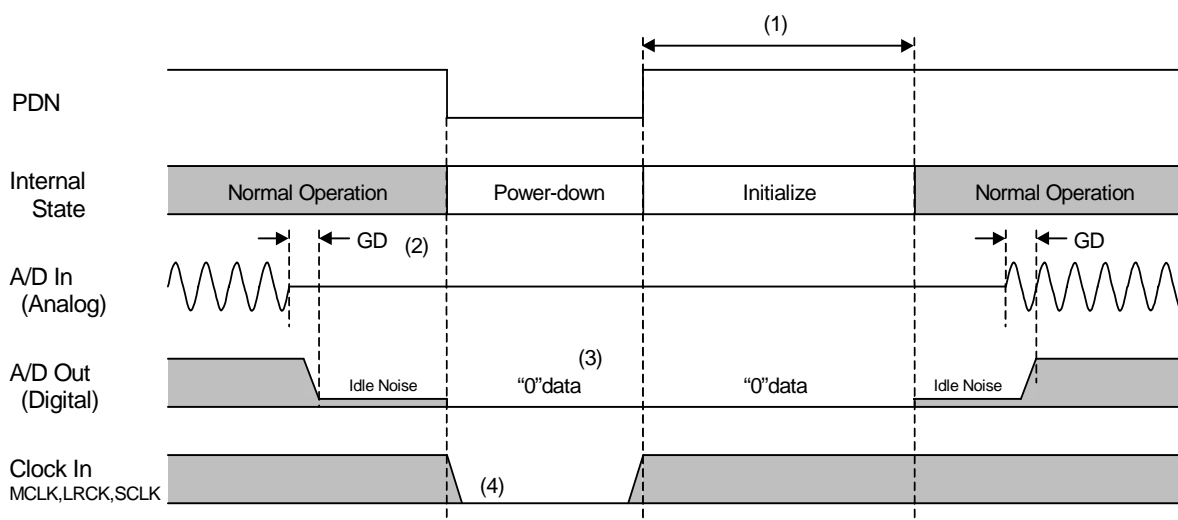 (1)
PDN
Internal
State
Normal Operation
Power-down
Initialize
Normal Operation
GD
(2)
GD
A/D In
(Analog)
A/D Out
(Digital)
Idle Noise
(3)
“0”data
“0”data
Idle Noise
Clock In
MCLK,LRCK,SCLK
(4)